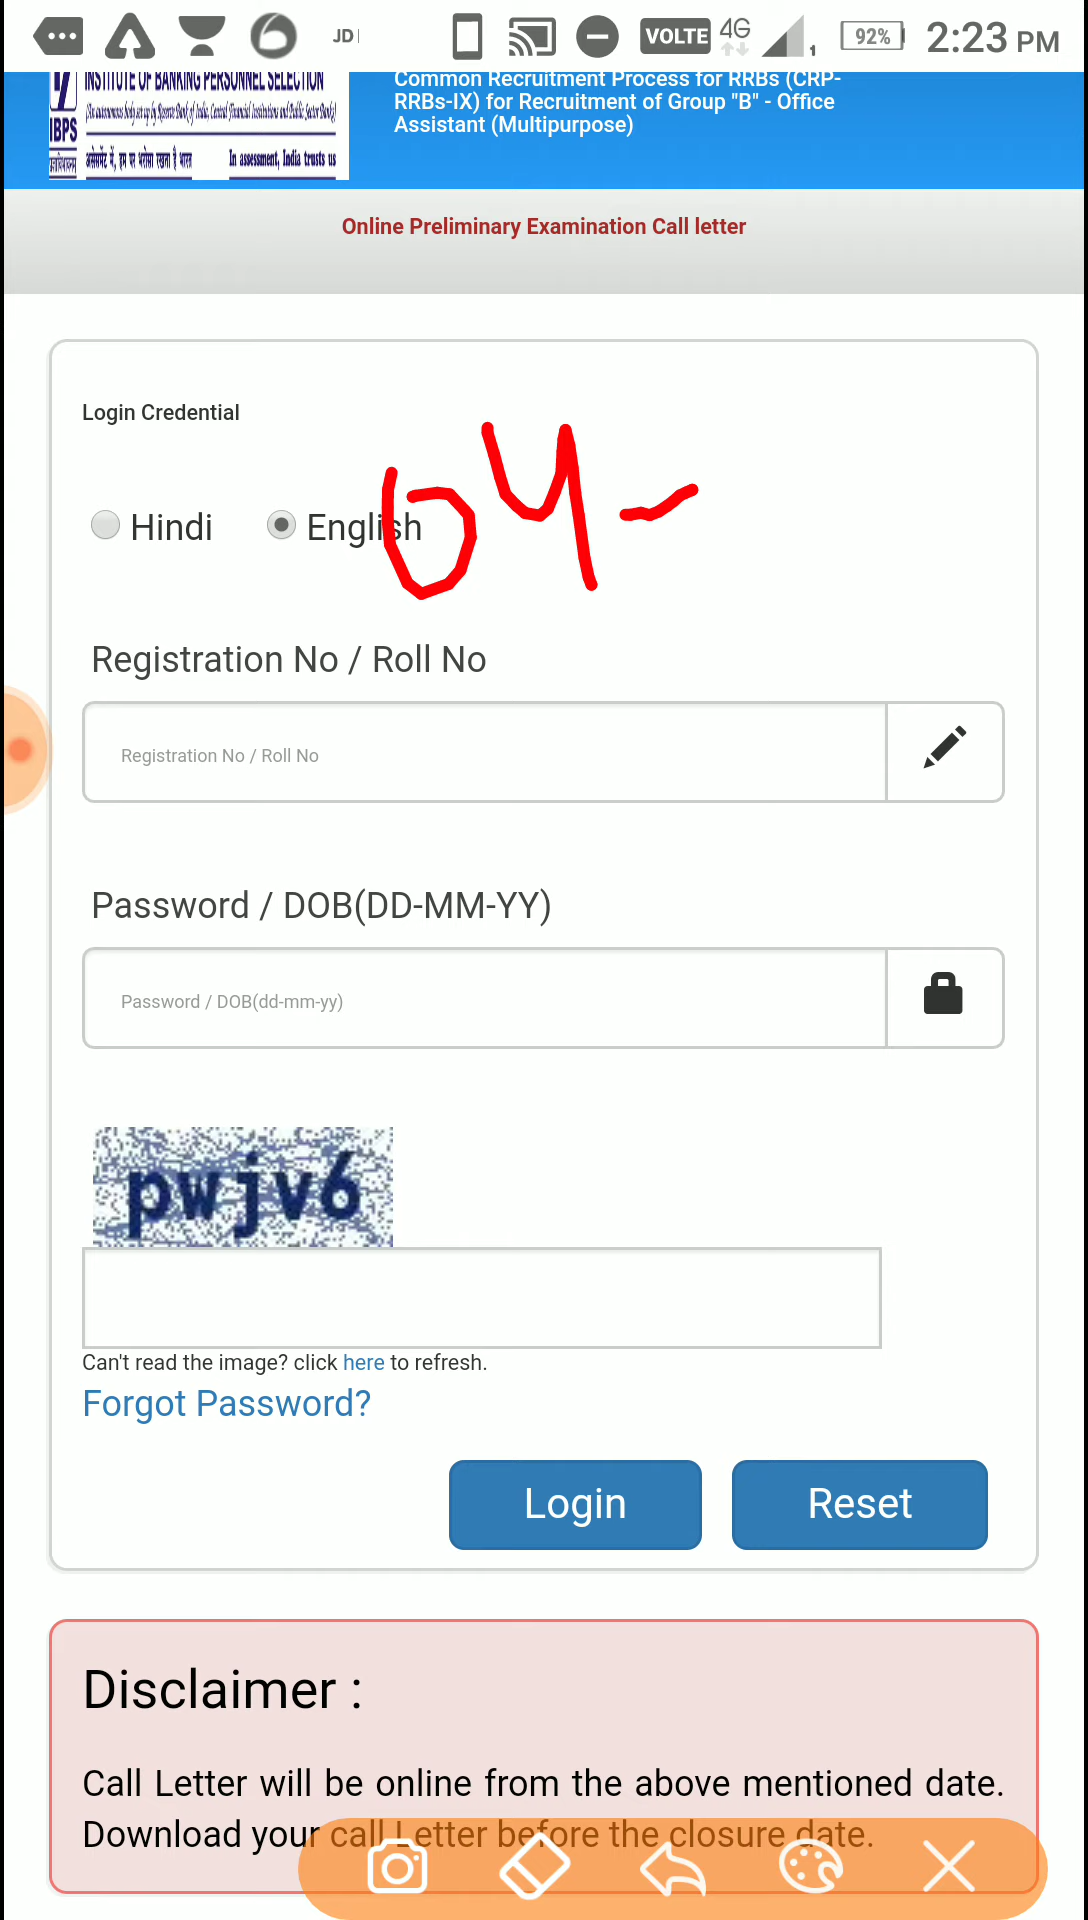 JD
VOLTE 4G 1 92% 2:23 PM
INSTITUTE OF BANKING PERSONNEL SELECTION
IBPS
In assessment, India trusts us
Common Recruitment Process for RRBs (CRP-
RRBs-IX) for Recruitment of Group "B" - Office
Assistant (Multipurpose)
Online Preliminary Examination Call letter
Login Credential
04-
Hindi English
Registration No / Roll No
Registration No / Roll No
Password / DOB(DD-MM-YY)
Password / DOB(dd-mm-yy)
pwjv6
Can't read the image? click here to refresh.
Forgot Password?
Login Reset
Disclaimer :
Call Letter will be online from the above mentioned date.
Download your call Letter before the closure date.